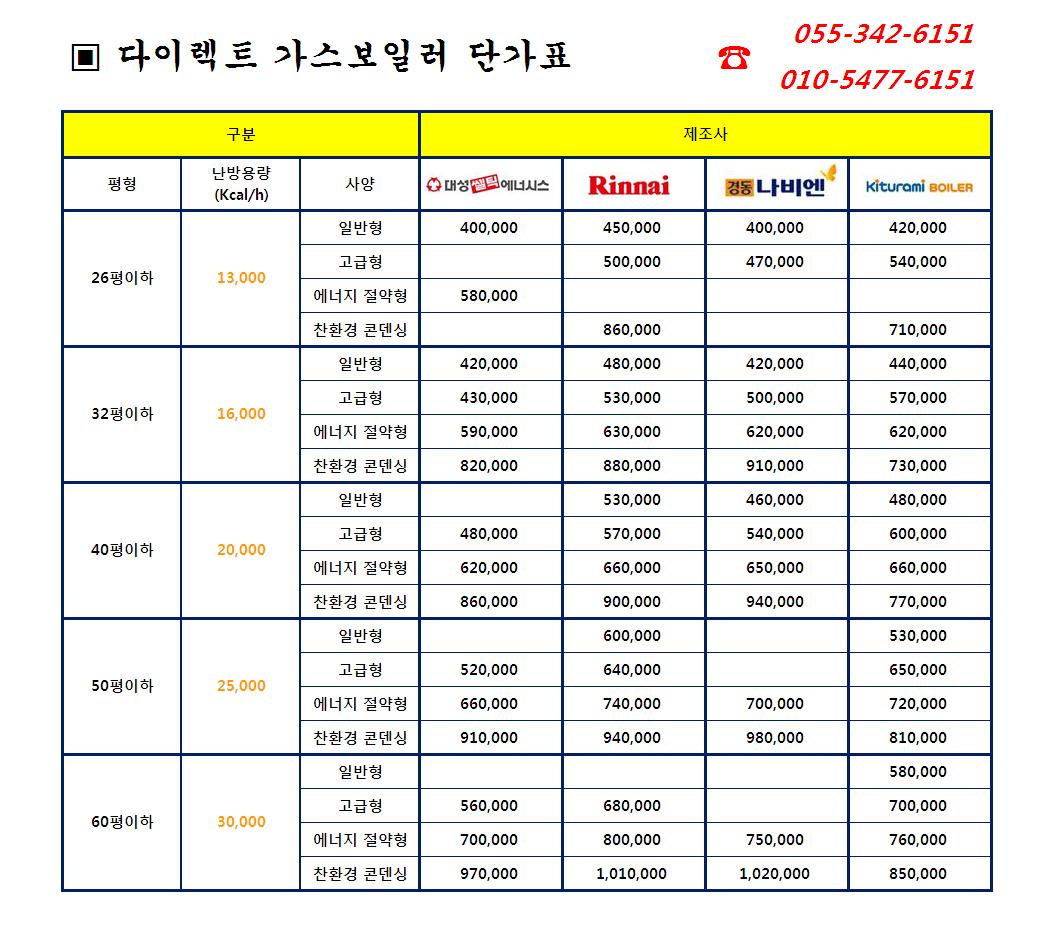 ▣ 다이렉트 가스보일러 단가표
☎ 055-342-6151
010-5477-6151
구분 제조사
평형 난방용량 (Kcal/h) 사양 대성쎌틱에너시스 Rinnai 경동나비엔 Kiturami BOILER
26평이하 13,000 일반형 400,000 450,000 400,000 420,000
고급형 500,000 470,000 540,000
에너지 절약형 580,000
찬환경 콘덴싱 860,000 710,000
32평이하 16,000 일반형 420,000 480,000 420,000 440,000
고급형 430,000 530,000 500,000 570,000
에너지 절약형 590,000 630,000 620,000 620,000
찬환경 콘덴싱 820,000 880,000 910,000 730,000
40평이하 20,000 일반형 530,000 460,000 480,000
고급형 480,000 570,000 540,000 600,000
에너지 절약형 620,000 660,000 650,000 660,000
찬환경 콘덴싱 860,000 900,000 940,000 770,000
50평이하 25,000 일반형 600,000 530,000
고급형 520,000 640,000 650,000
에너지 절약형 660,000 740,000 700,000 720,000
찬환경 콘덴싱 910,000 940,000 980,000 810,000
60평이하 30,000 일반형 580,000
고급형 560,000 680,000 700,000
에너지 절약형 700,000 800,000 750,000 760,000
찬환경 콘덴싱 970,000 1,010,000 1,020,000 850,000